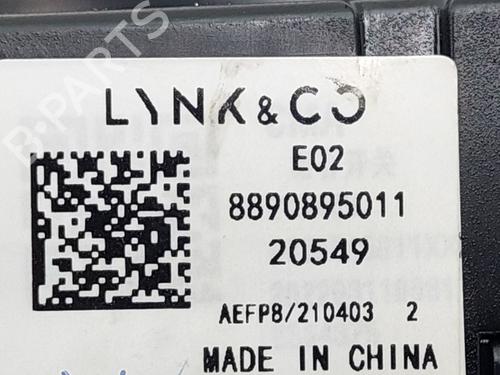 B-PARTS
LYNK & CO
E02
8890895011
20549
AEFP8/210403 2
MADE IN CHINA